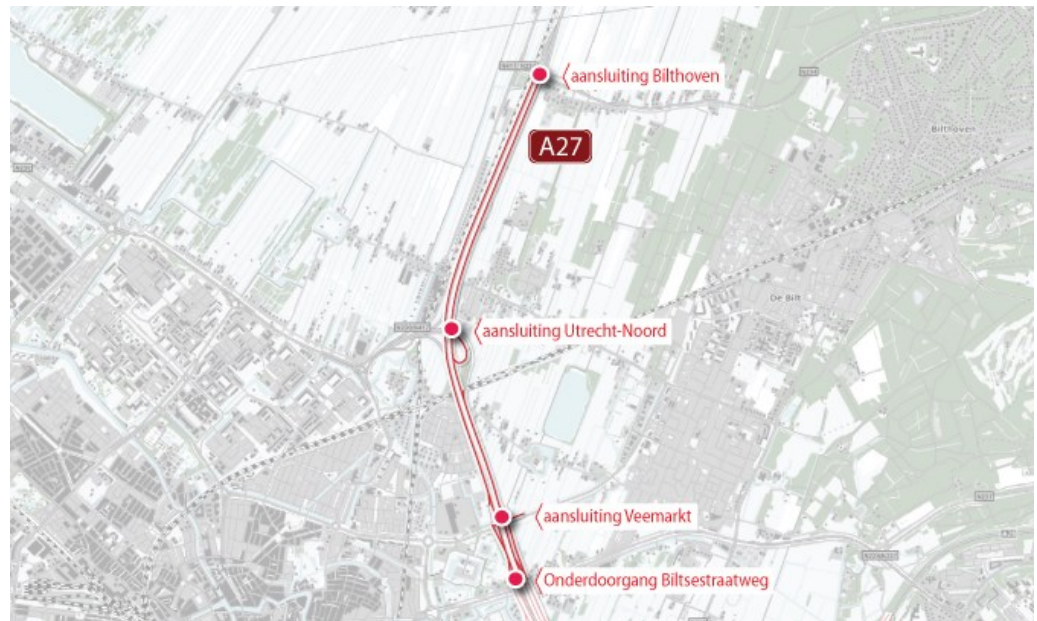 aansluiting Bilthoven
A27
Bilthoven
aansluiting Utrecht-Noord
De Bilt
aansluiting Veemarkt
Onderdoorgang Biltsestraatweg